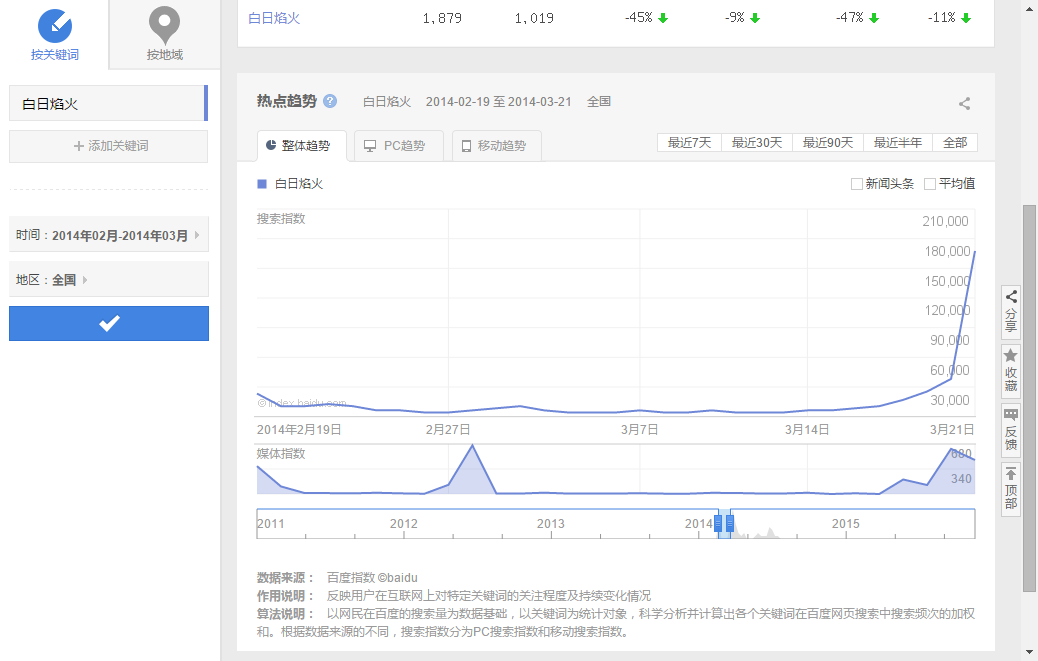 白日焰火 1,879 1,019 -45% -9% -47% -11%
按关键词 按地域
白日焰火
+ 添加关键词
时间：2014年02月-2014年03月
地区：全国
热点趋势 ? 白日焰火 2014-02-19 至 2014-03-21 全国
整体趋势 PC趋势 移动趋势 最近7天 最近30天 最近90天 最近半年 全部
白日焰火 新闻头条 平均值
搜索指数
210,000
180,000
150,000
120,000
90,000
60,000
30,000
©index.baidu.com
2014年2月19日 2月27日 3月7日 3月14日 3月21日
媒体指数 680
340
2011 2012 2013 2014 2015
分享
收藏
反馈
顶部
数据来源： 百度指数 ©baidu
作用说明： 反映用户在互联网上对特定关键词的关注程度及持续变化情况
算法说明： 以网民在百度的搜索量为数据基础，以关键词为统计对象，科学分析并计算出各个关键词在百度网页搜索中搜索频次的加权
和。根据数据来源的不同，搜索指数分为PC搜索指数和移动搜索指数。